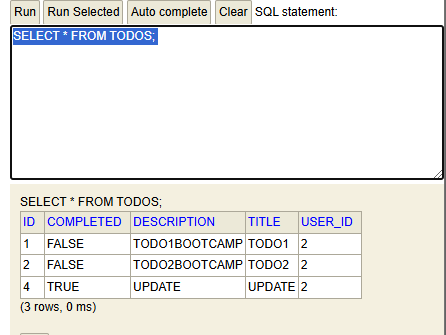 Run Run Selected Auto complete Clear SQL statement:
SELECT * FROM TODOS;
SELECT * FROM TODOS;
ID COMPLETED DESCRIPTION TITLE USER_ID
1 FALSE TODO1BOOTCAMP TODO1 2
2 FALSE TODO2BOOTCAMP TODO2 2
4 TRUE UPDATE UPDATE 2
(3 rows, 0 ms)